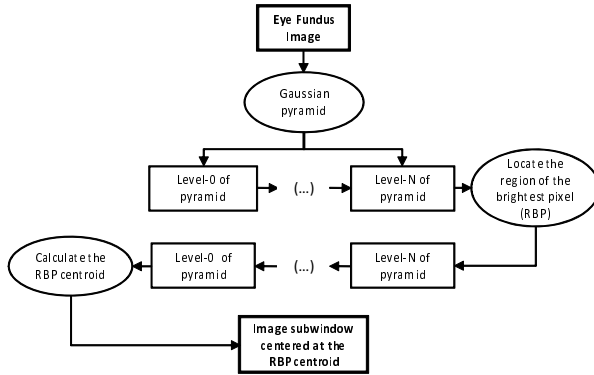 Eye Fundus
Image
Gaussian
pyramid
Level-0 of
pyramid
(...)
Level-N of
pyramid
Locate the
region of the
brightest pixel
(RBP)
Calculate the
RBP centroid
Level-0 of
pyramid
(...)
Level-N of
pyramid
Image subwindow
centered at the
RBP centroid